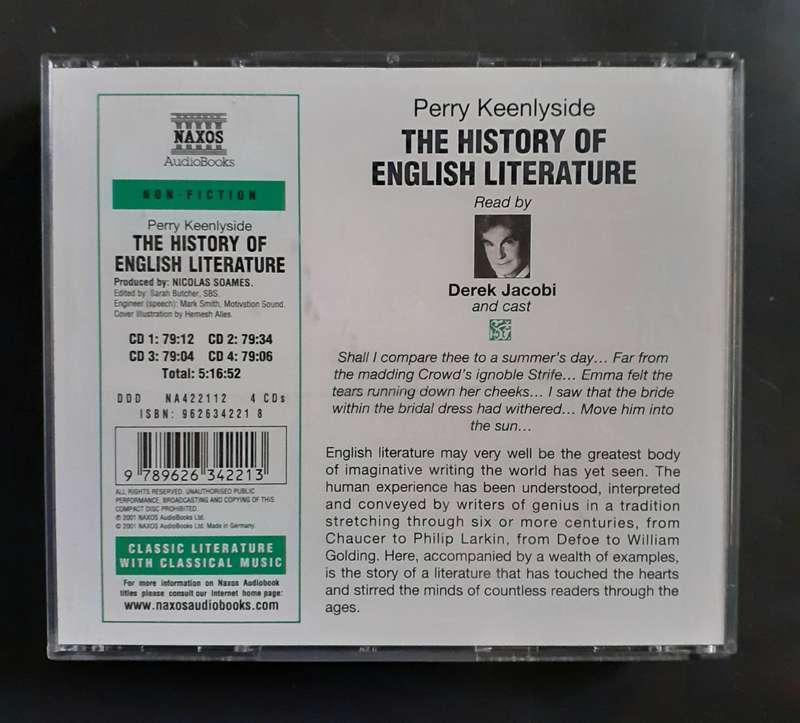 NAXOS
AudioBooks
NON-FICTION
Perry Keenlyside
THE HISTORY OF
ENGLISH LITERATURE
Produced by: NICOLAS SOAMES.
Edited by: Sarah Butcher, SBS.
Engineer (speech): Mark Smith, Motivation Sound.
Cover illustration by Hemesh Alles.
CD 1: 79:12 CD 2: 79:34
CD 3: 79:04 CD 4: 79:06
Total: 5:16:52
DDD NA422112 4 CDs
ISBN: 962634221 8
9 789626 342213
ALL RIGHTS RESERVED. UNAUTHORISED PUBLIC
PERFORMANCE, BROADCASTING AND COPYING OF THIS
COMPACT DISC PROHIBITED.
℗ 2001 NAXOS AudioBooks Ltd.
© 2001 NAXOS AudioBooks Ltd. Made in Germany.
CLASSIC LITERATURE
WITH CLASSICAL MUSIC
For more information on Naxos Audiobook
titles please consult our Internet home page:
www.naxosaudiobooks.com
Perry Keenlyside
THE HISTORY OF
ENGLISH LITERATURE
Read by
Derek Jacobi
and cast
Shall I compare thee to a summer's day... Far from
the madding Crowd's ignoble Strife... Emma felt the
tears running down her cheeks... I saw that the bride
within the bridal dress had withered... Move him into
the sun...
English literature may very well be the greatest body
of imaginative writing the world has yet seen. The
human experience has been understood, interpreted
and conveyed by writers of genius in a tradition
stretching through six or more centuries, from
Chaucer to Philip Larkin, from Defoe to William
Golding. Here, accompanied by a wealth of examples,
is the story of a literature that has touched the hearts
and stirred the minds of countless readers through the
ages.